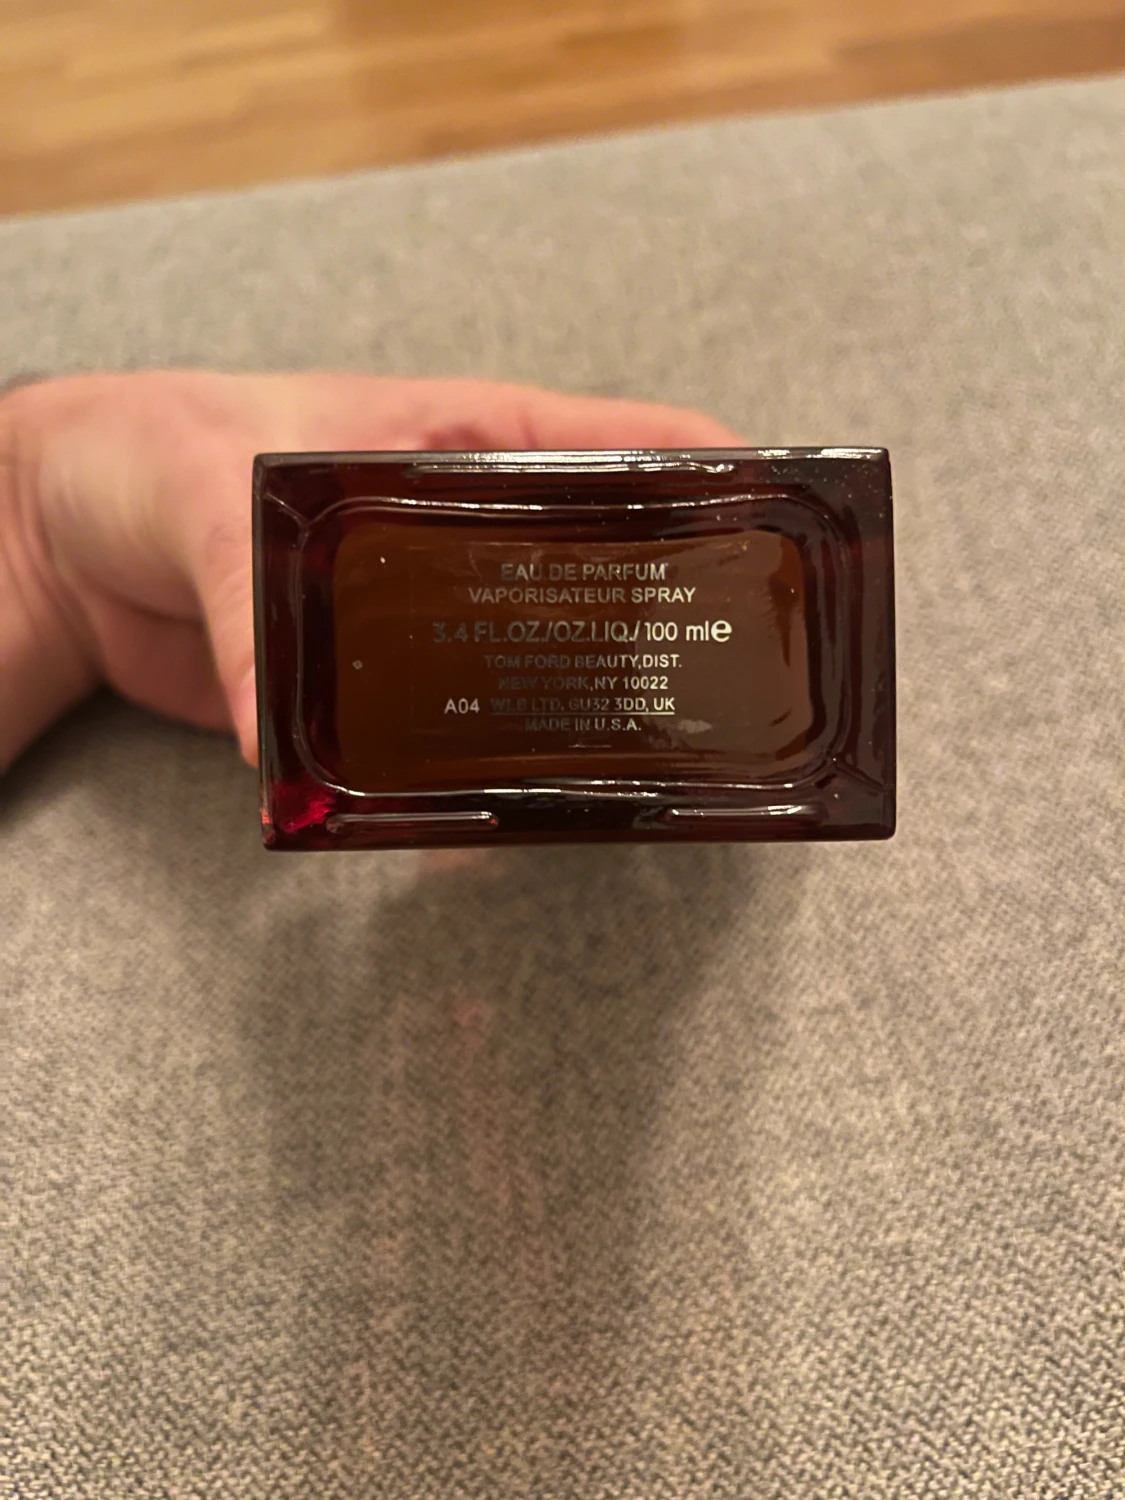 EAU DE PARFUM
VAPORISATEUR SPRAY
3.4 FL.OZ./OZ.LIQ./100 ml℮
TOM FORD BEAUTY,DIST.
NEW YORK,NY 10022
A04 WLB LTD. GU32 3DD, UK
MADE IN U.S.A.